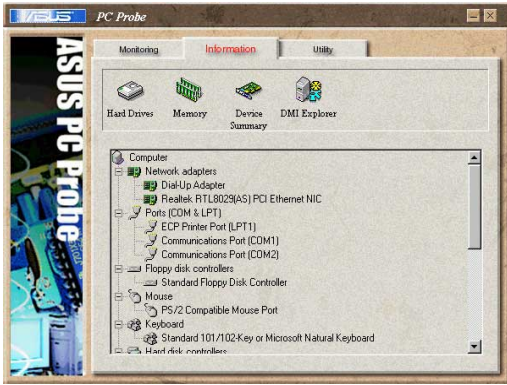 ASUS PC Probe
Monitoring Information Utility
Hard Drives Memory Device Summary DMI Explorer
ASUS PC Probe
Computer
Network adapters
Dial-Up Adapter
Realtek RTL8029(AS) PCI Ethernet NIC
Ports (COM & LPT)
ECP Printer Port (LPT1)
Communications Port (COM1)
Communications Port (COM2)
Floppy disk controllers
Standard Floppy Disk Controller
Mouse
PS/2 Compatible Mouse Port
Keyboard
Standard 101/102-Key or Microsoft Natural Keyboard
Hard disk controllers